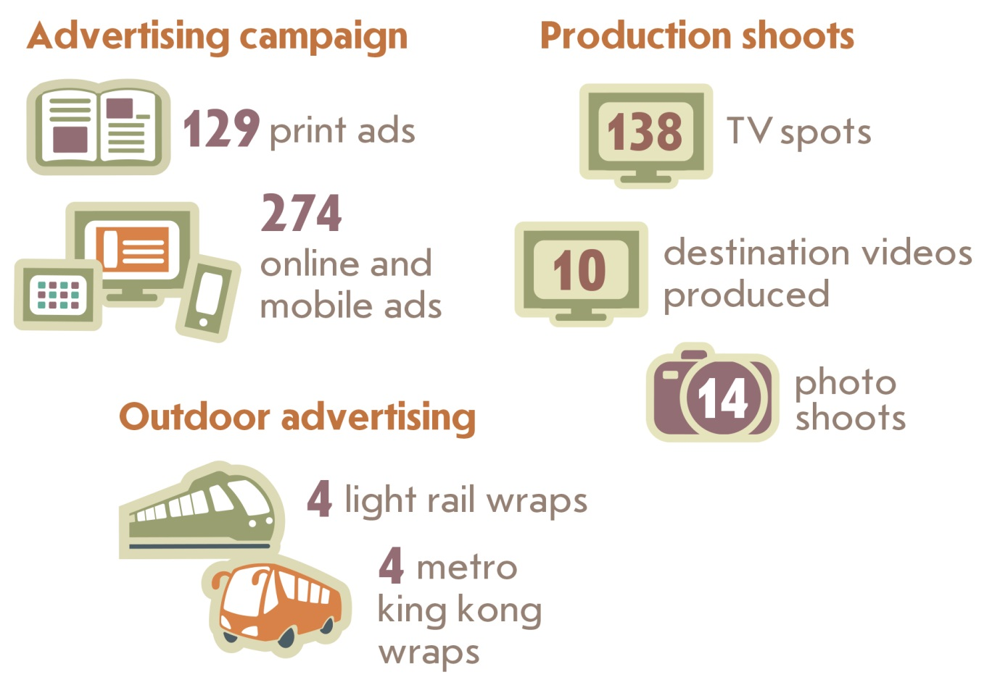 Advertising campaign
129 print ads
274
online and
mobile ads
Outdoor advertising
4 light rail wraps
4 metro
king kong
wraps
Production shoots
138 TV spots
10 destination videos
produced
14 photo
shoots